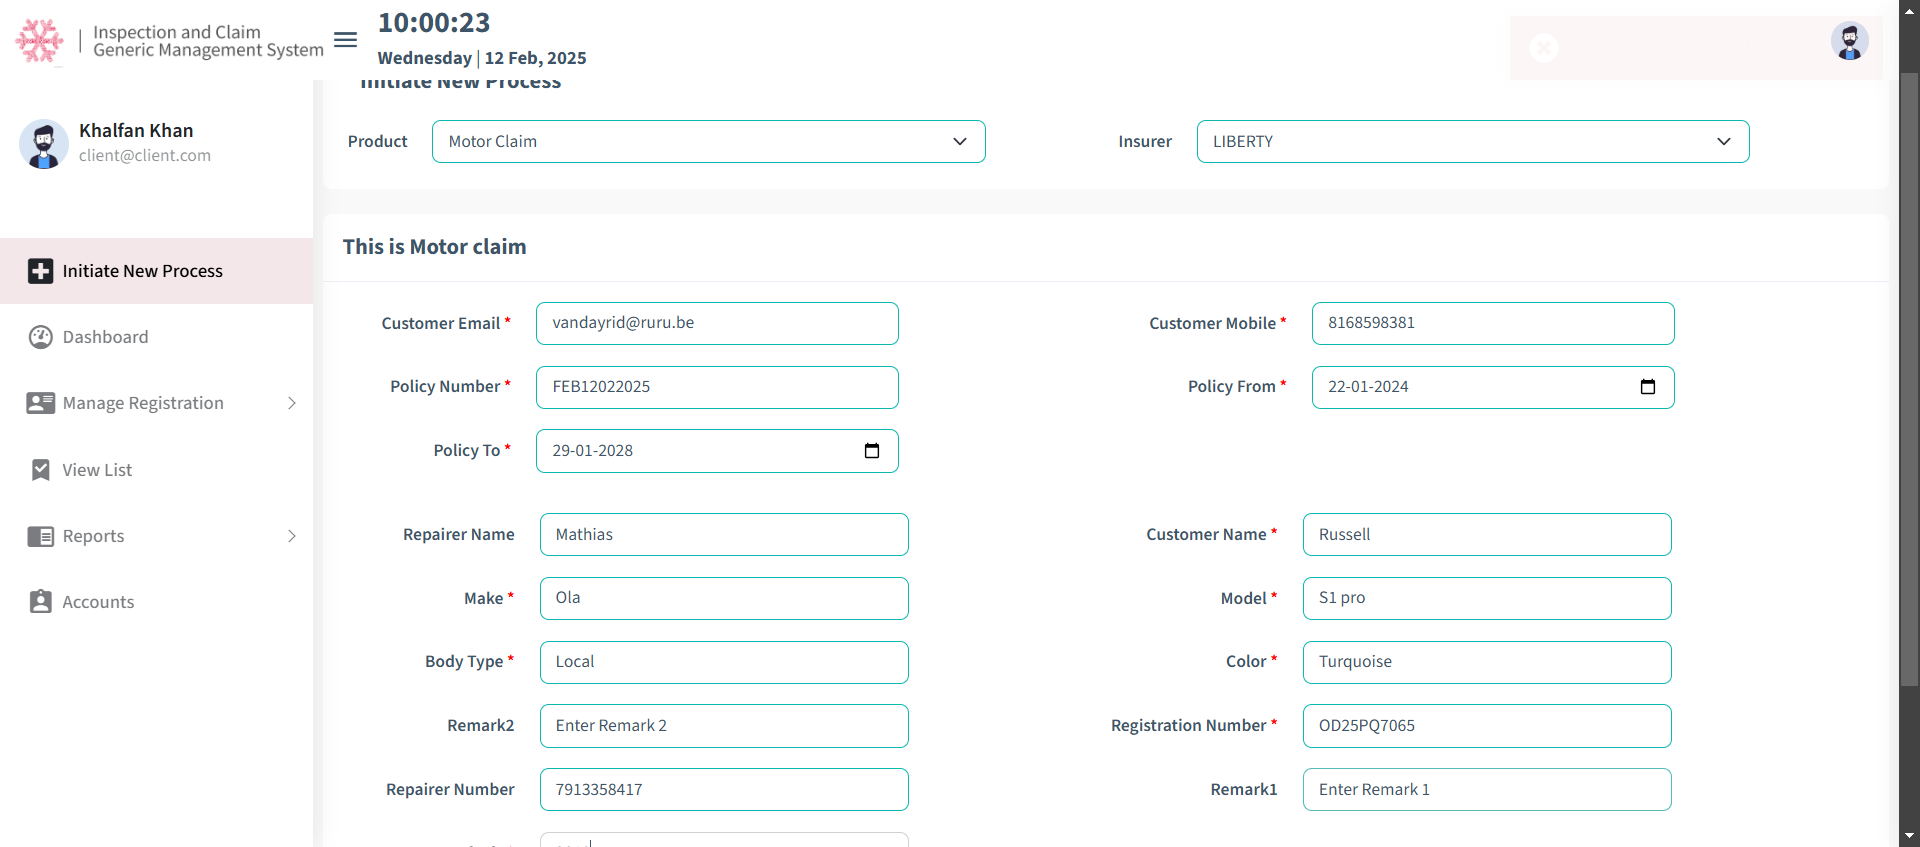 Inspection and Claim
Generic Management System
10:00:23
Wednesday | 12 Feb, 2025
Initiate New Process
Khalfan Khan
client@client.com
Product
Motor Claim
Insurer
LIBERTY
This is Motor claim
Initiate New Process
Dashboard
Manage Registration
View List
Reports
Accounts
Customer Email *
vandayrid@ruru.be
Customer Mobile *
8168598381
Policy Number *
FEB12022025
Policy From *
22-01-2024
Policy To *
29-01-2028
Repairer Name
Mathias
Customer Name *
Russell
Make *
Ola
Model *
S1 pro
Body Type *
Local
Color *
Turquoise
Remark2
Enter Remark 2
Registration Number *
OD25PQ7065
Repairer Number
7913358417
Remark1
Enter Remark 1